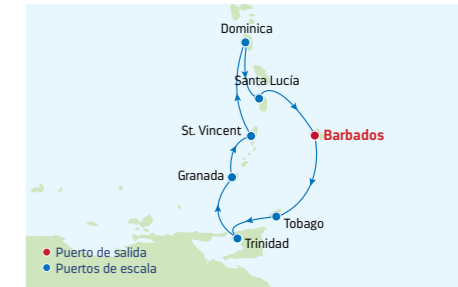 Dominica
Santa Lucía
St. Vincent
Barbados
Granada
Tobago
Trinidad
Puerto de salida
Puertos de escala